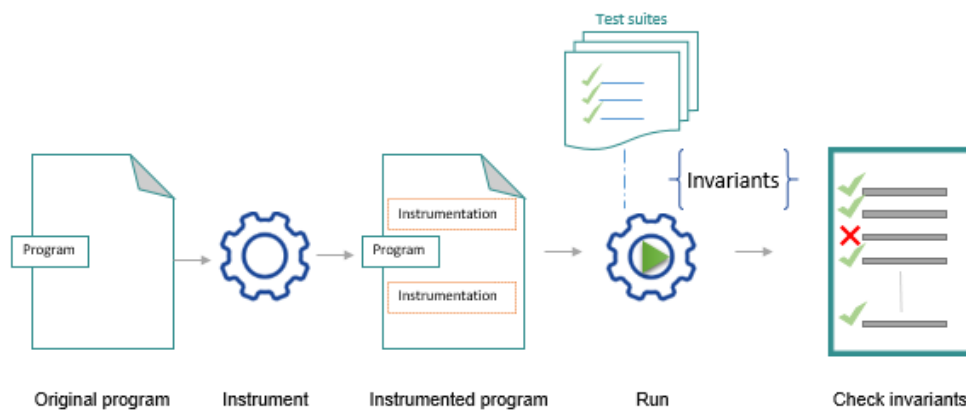 Test suites
{Invariants}
Instrumentation
Program
Program
Instrumentation
Original program
Instrument
Instrumented program
Run
Check invariants